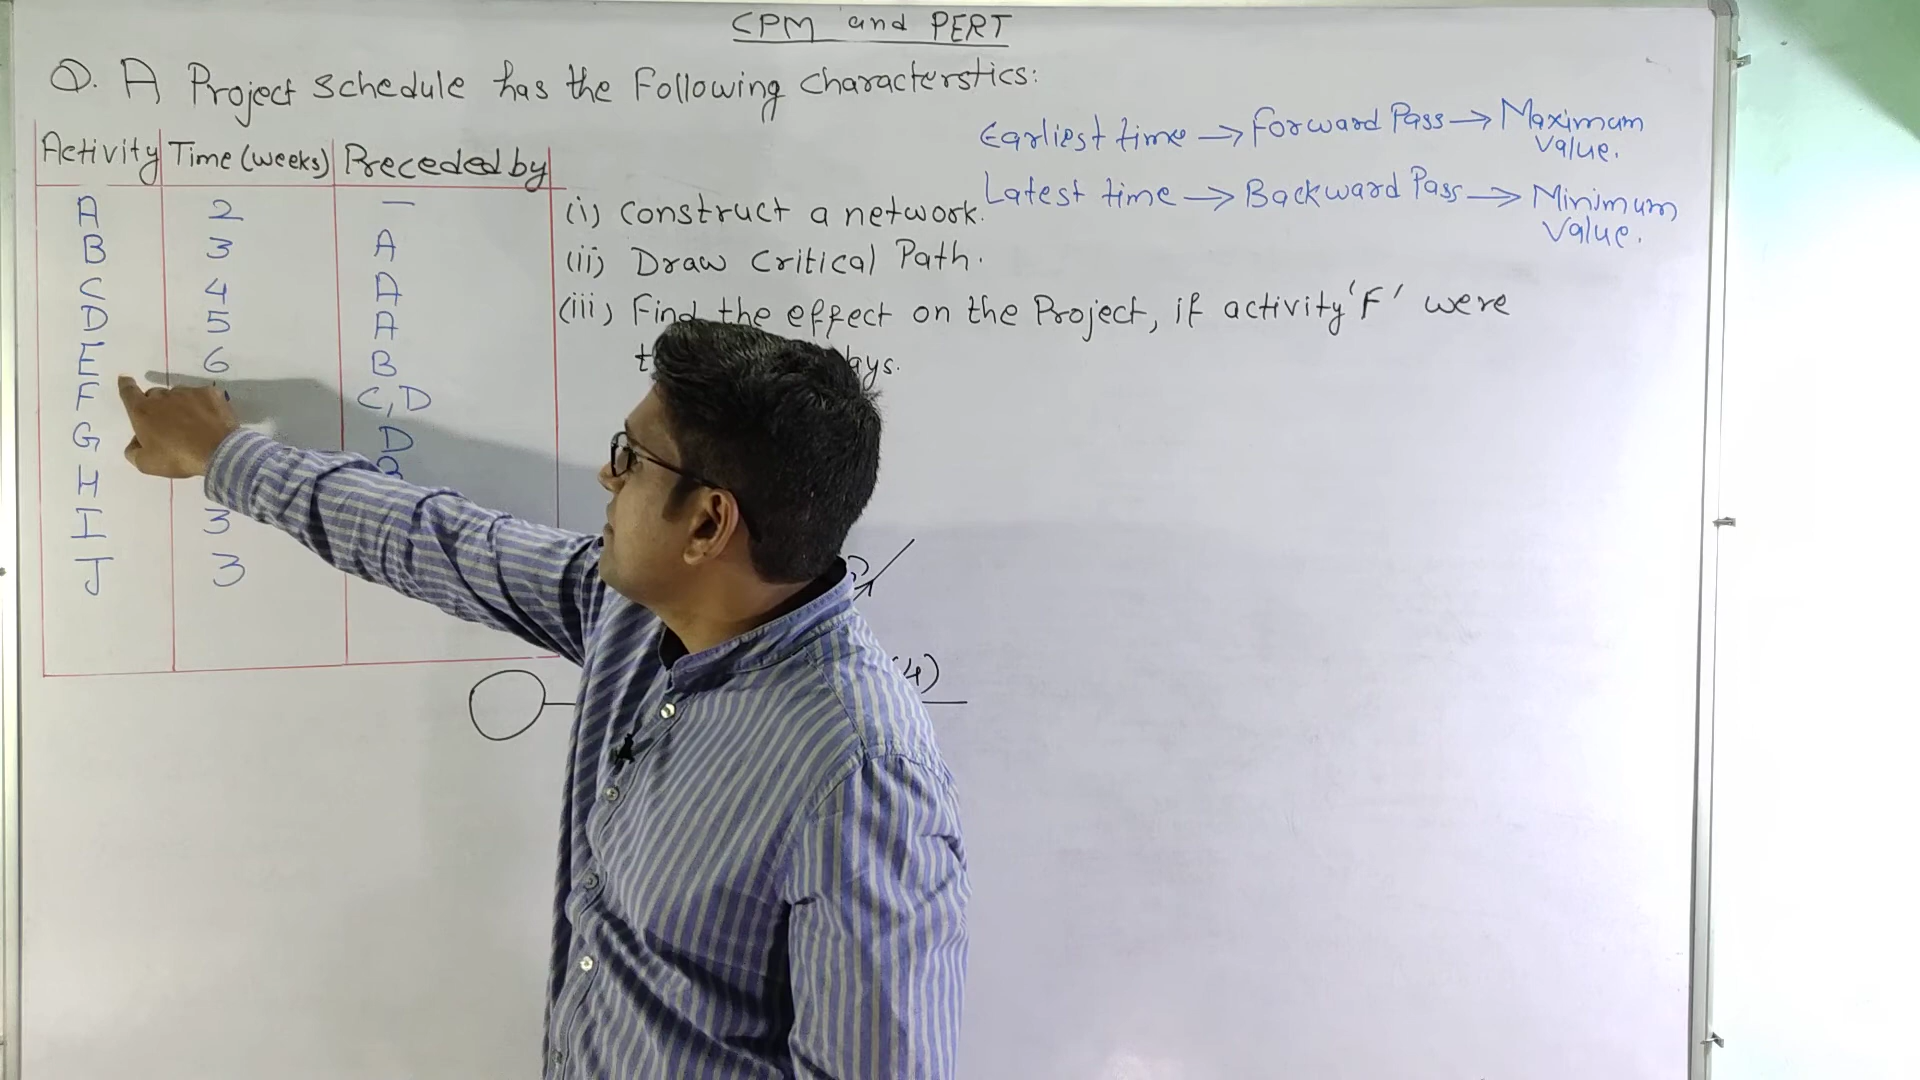 CPM and PERT
Q. A Project schedule has the Following characterstics:
Earliest time → Forward Pass → Maximum
Value.
Latest time → Backward Pass → Minimum
Value.
Activity Time (weeks) Preceded by
A 2 –
B 3 A
C 4 A
D 5 A
E 6 B
F C, D
G D
H
I 3
J 3
(i) Construct a network.
(ii) Draw Critical Path.
(iii) Find the effect on the Project, if activity 'F' were
(4)